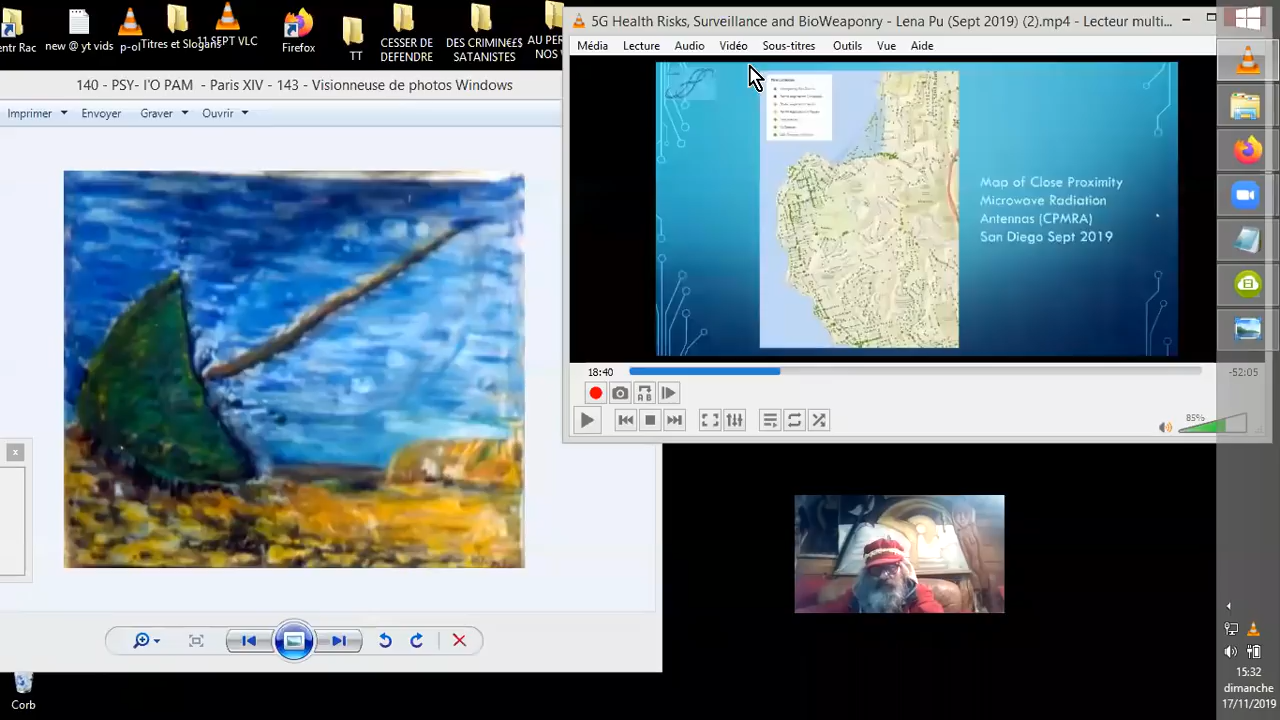 entr Rac
new @ yt vids
p-ol
Titres et Slogans
11 SEPT VLC
Firefox
TT
CESSER DE
DEFENDRE
DES CRIMINÉS
SATANISTES
AU PER
NOS
140 - PSY- l'O PAM - Paix XIV - 143 - Visionneuse de photos Windows
Imprimer
Graver
Ouvrir
5G Health Risks, Surveillance and BioWeaponry - Lena Pu (Sept 2019) (2).mp4 - Lecteur multi...
Média
Lecture
Audio
Vidéo
Sous-titres
Outils
Vue
Aide
Map of Close Proximity
Microwave Radiation
Antennas (CPMRA)
San Diego Sept 2019
18:40
-52:05
85%
Corb
15:32
dimanche
17/11/2019